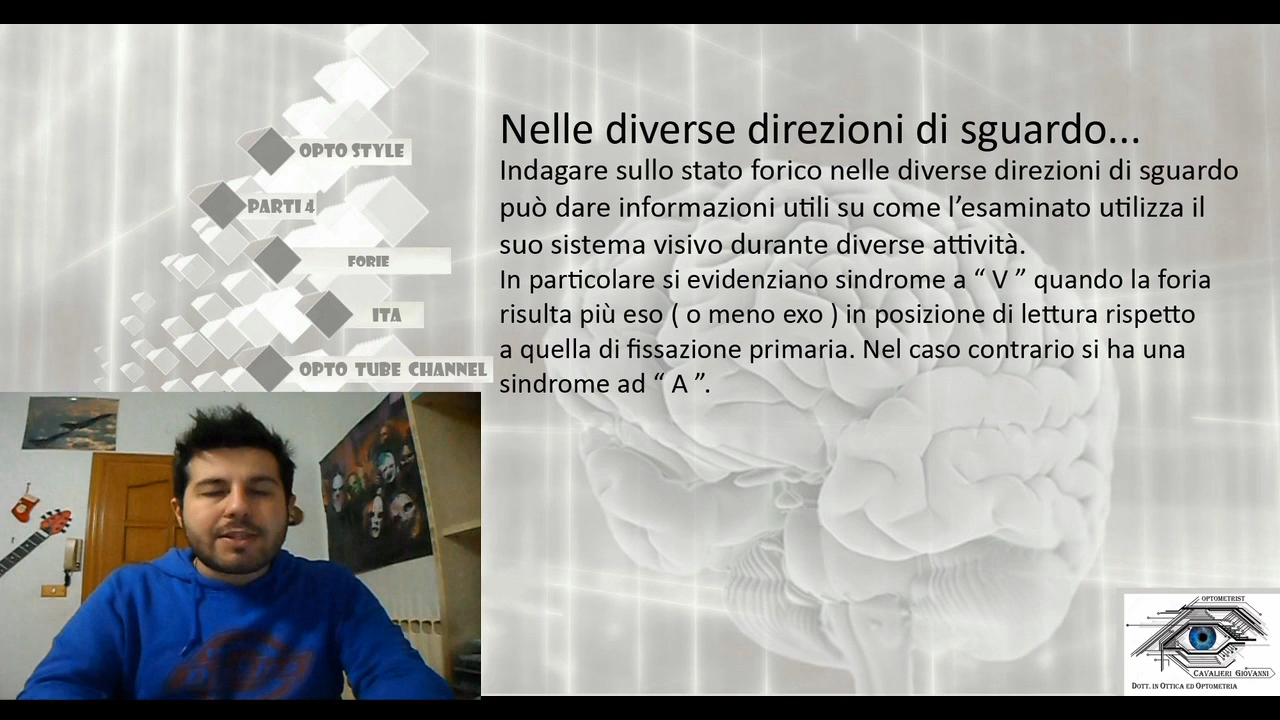 OPTO STYLE
PARTI 4
FORIE
ITA
OPTO TUBE CHANNEL
Nelle diverse direzioni di sguardo...
Indagare sullo stato forico nelle diverse direzioni di sguardo
può dare informazioni utili su come l’esaminato utilizza il
suo sistema visivo durante diverse attività.
In particolare si evidenziano sindrome a “ V ” quando la foria
risulta più eso ( o meno exo ) in posizione di lettura rispetto
a quella di fissazione primaria. Nel caso contrario si ha una
sindrome ad “ A ”.
OPTOMETRIST
CAVALIERI GIOVANNI
DOTT. IN OTTICA ED OPTOMETRIA